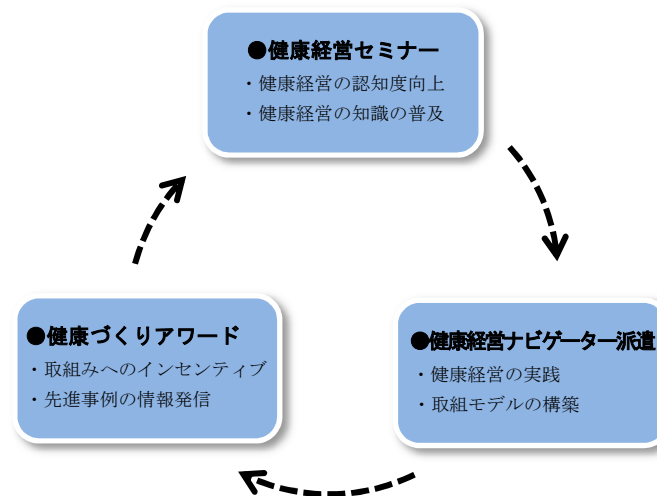 ●健康経営セミナー
・健康経営の認知度向上
・健康経営の知識の普及
●健康経営ナビゲーター派遣
・健康経営の実践
・取組モデルの構築
●健康づくりアワード
・取組みへのインセンティブ
・先進事例の情報発信